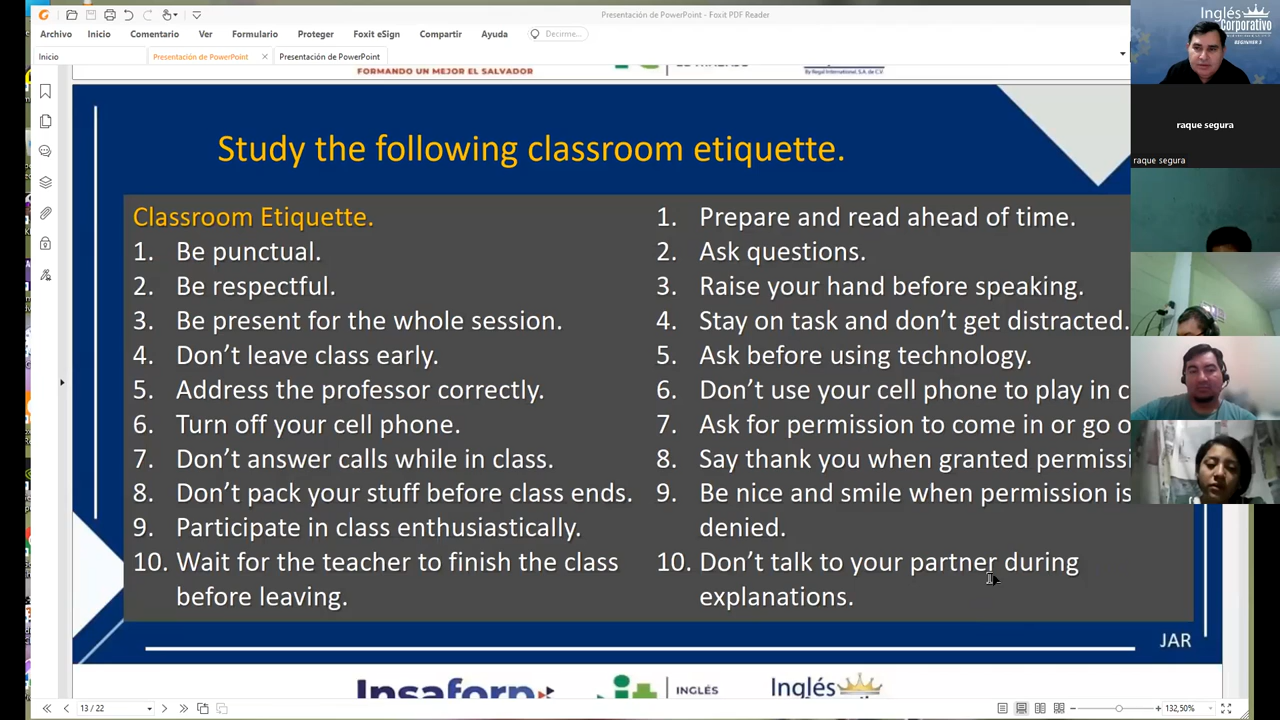 Presentación de PowerPoint - Foxit PDF Reader
Archivo Inicio Comentario Ver Formulario Proteger Foxit eSign Compartir Ayuda Decirme...
Inicio Presentación de PowerPoint Presentación de PowerPoint
FORMANDO UN MEJOR EL SALVADOR
By Regal International, S.A. de C.V.
Inglés
Corporativo
BEGINNER 2
raque segura
raque segura
Study the following classroom etiquette.
Classroom Etiquette.
1. Be punctual.
2. Be respectful.
3. Be present for the whole session.
4. Don't leave class early.
5. Address the professor correctly.
6. Turn off your cell phone.
7. Don't answer calls while in class.
8. Don't pack your stuff before class ends.
9. Participate in class enthusiastically.
10. Wait for the teacher to finish the class
before leaving.
1. Prepare and read ahead of time.
2. Ask questions.
3. Raise your hand before speaking.
4. Stay on task and don't get distracted.
5. Ask before using technology.
6. Don't use your cell phone to play in c
7. Ask for permission to come in or go o
8. Say thank you when granted permissi
9. Be nice and smile when permission is
denied.
10. Don't talk to your partner during
explanations.
JAR
Insaforp INGLÉS Inglés
13 / 22
132,50%